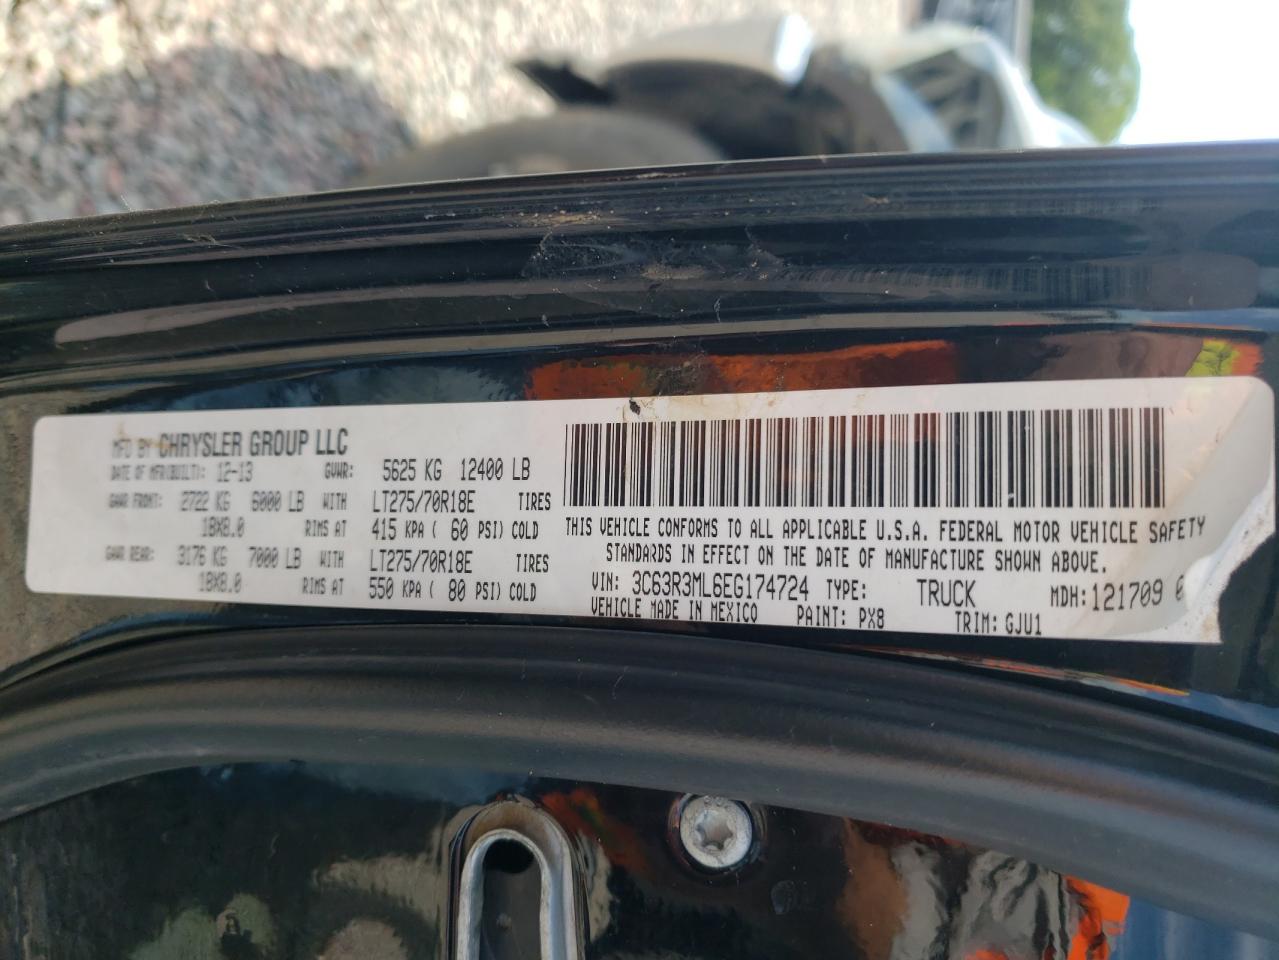 MFD BY CHRYSLER GROUP LLC
DATE OF MFR(BUILT): 12-13 GVWR: 5625 KG 12400 LB
GAWR FRONT: 2722 KG 6000 LB WITH LT275/70R18E TIRES
18X8.0 RIMS AT 415 KPA ( 60 PSI) COLD
GAWR REAR: 3176 KG 7000 LB WITH LT275/70R18E TIRES
18X8.0 RIMS AT 550 KPA ( 80 PSI) COLD
THIS VEHICLE CONFORMS TO ALL APPLICABLE U.S.A. FEDERAL MOTOR VEHICLE SAFETY
STANDARDS IN EFFECT ON THE DATE OF MANUFACTURE SHOWN ABOVE.
VIN: 3C63R3ML6EG174724 TYPE: TRUCK MDH: 121709 0
VEHICLE MADE IN MEXICO PAINT: PX8 TRIM: GJU1